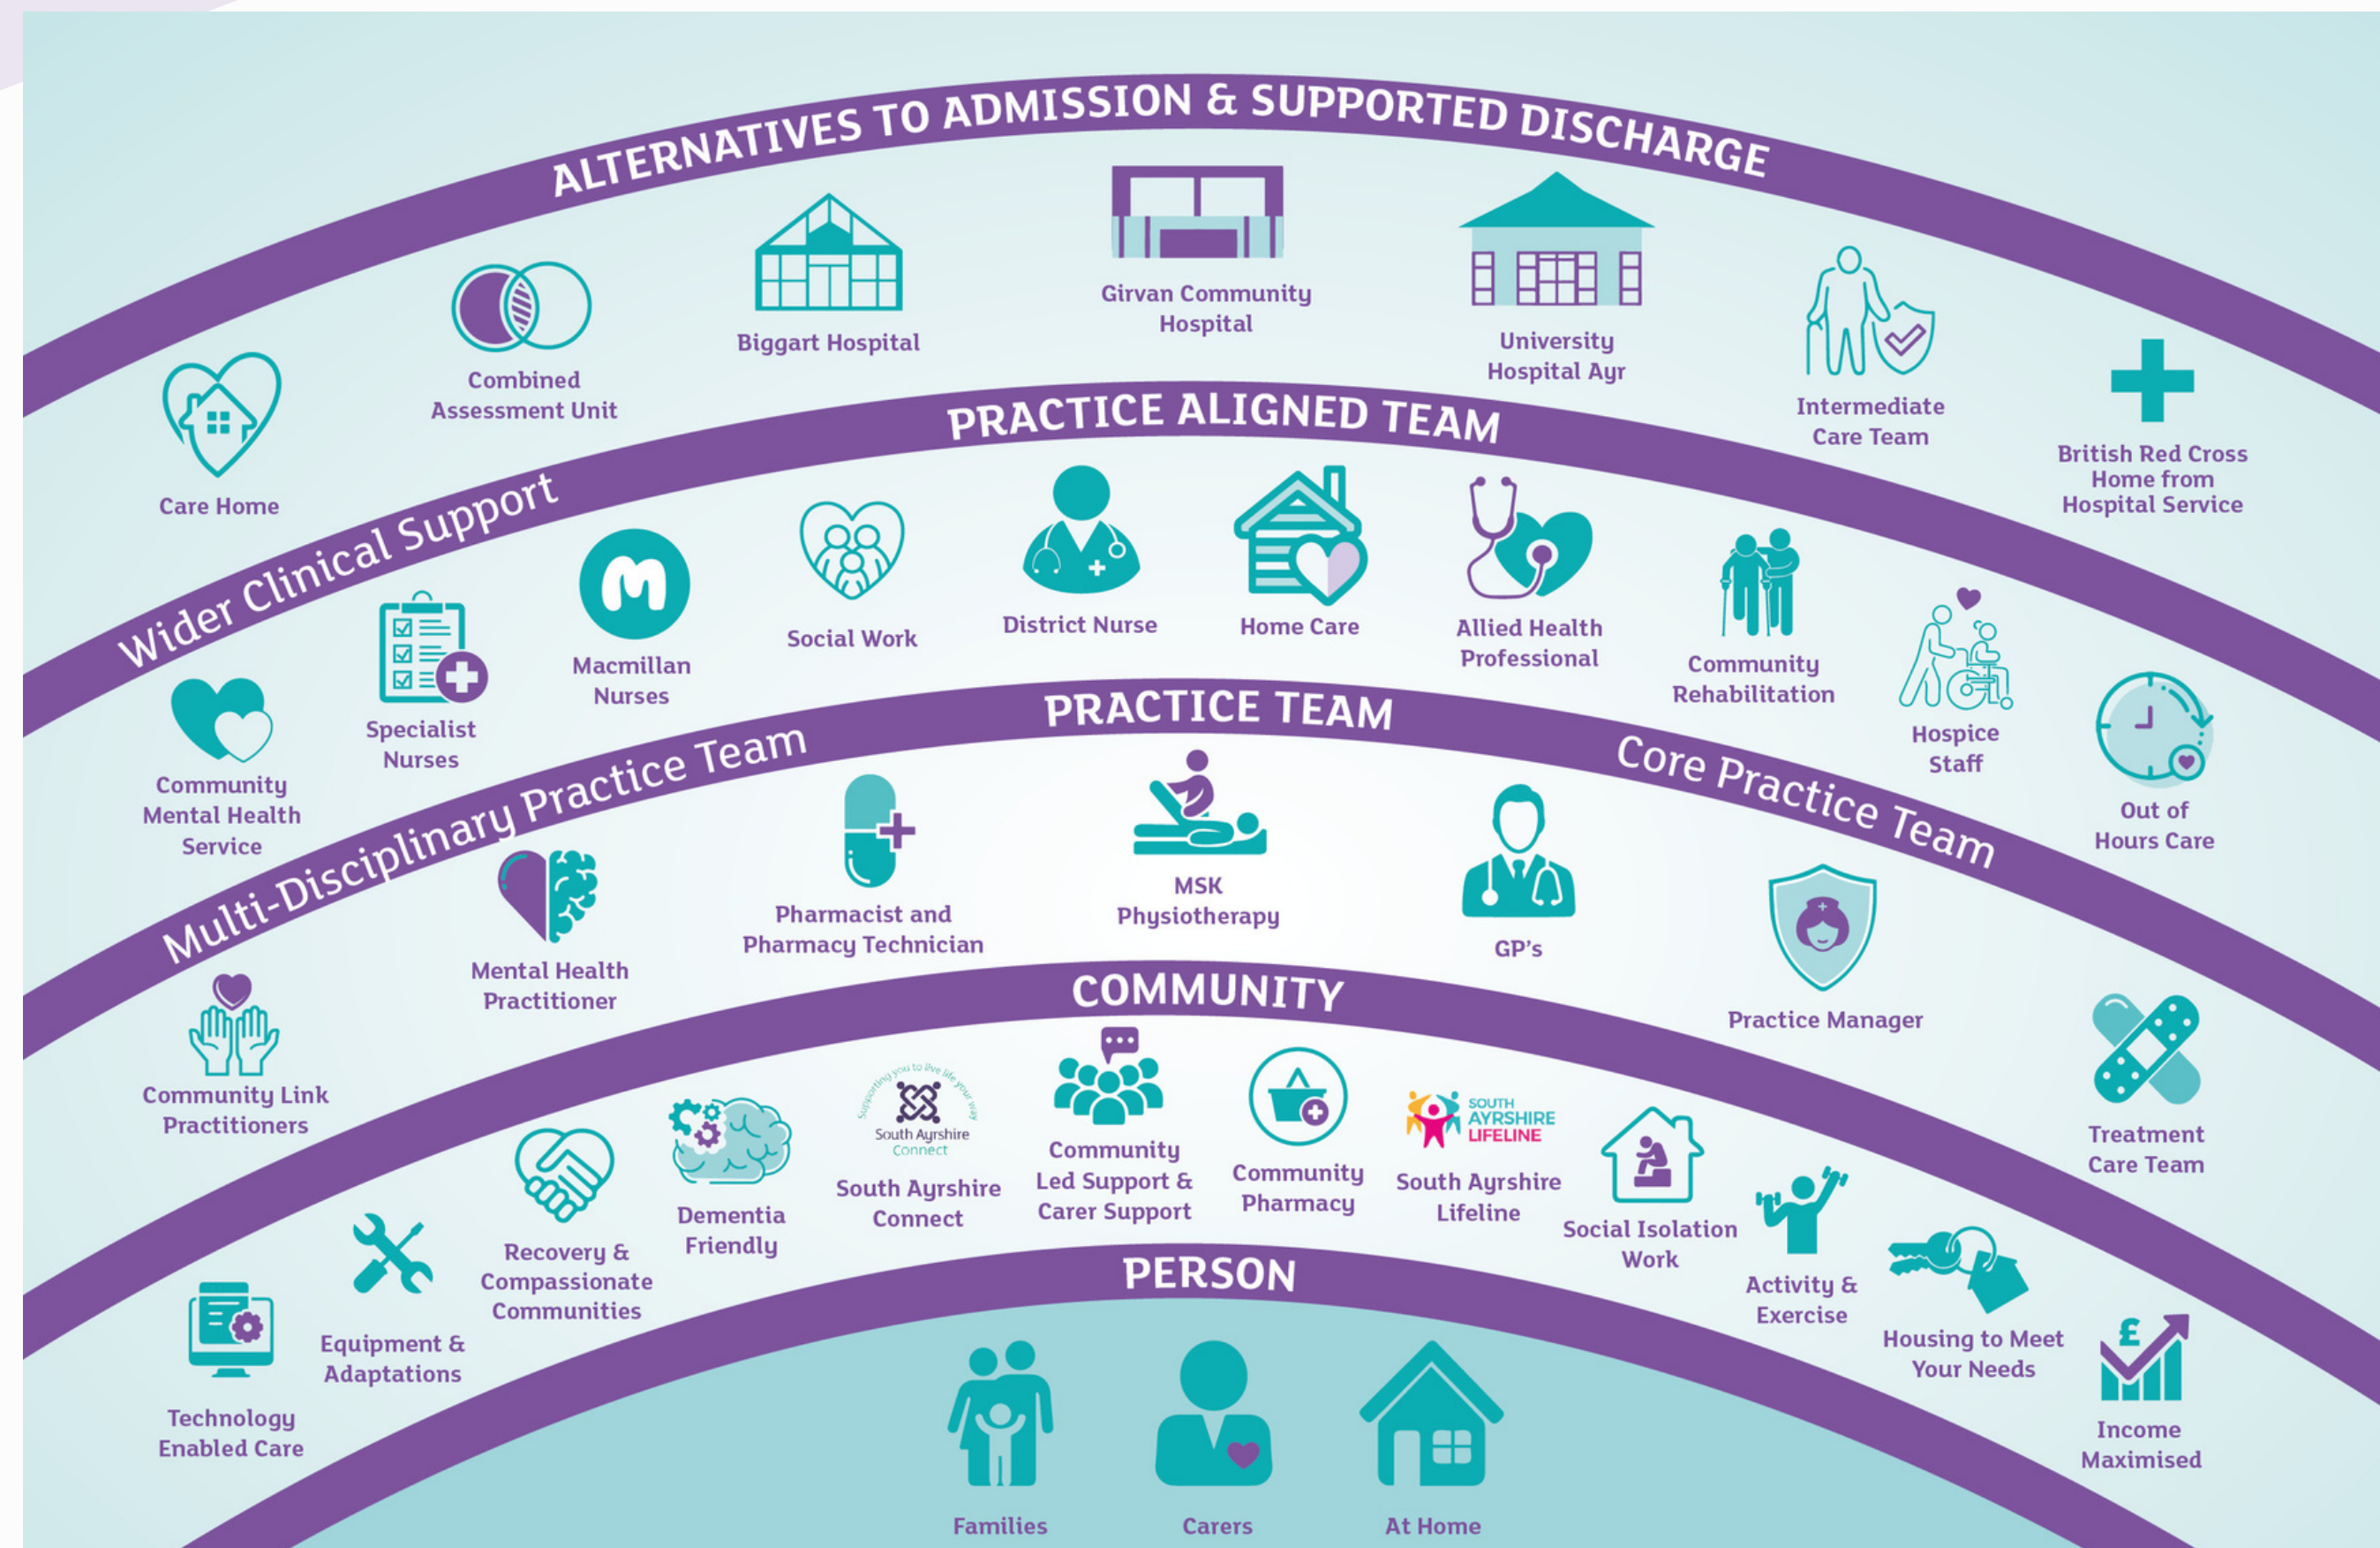 ALTERNATIVES TO ADMISSION & SUPPORTED DISCHARGE
Care Home
Combined
Assessment Unit
Biggart Hospital
Girvan Community
Hospital
University
Hospital Ayr
Intermediate
Care Team
British Red Cross
Home from
Hospital Service
Wider Clinical Support
PRACTICE ALIGNED TEAM
Community
Mental Health
Service
Specialist
Nurses
M
Macmillan
Nurses
Social Work
District Nurse
Home Care
Allied Health
Professional
Community
Rehabilitation
Hospice
Staff
Out of
Hours Care
Multi-Disciplinary Practice Team
PRACTICE TEAM
Core Practice Team
Community Link
Practitioners
Mental Health
Practitioner
Pharmacist and
Pharmacy Technician
MSK
Physiotherapy
GP’s
Practice Manager
Treatment
Care Team
COMMUNITY
Technology
Enabled Care
Equipment &
Adaptations
Recovery &
Compassionate
Communities
Dementia
Friendly
Supporting you to live life your way
South Ayrshire
Connect
South Ayrshire
Connect
Community
Led Support &
Carer Support
Community
Pharmacy
SOUTH
AYRSHIRE
LIFELINE
South Ayrshire
Lifeline
Social Isolation
Work
Activity &
Exercise
Housing to Meet
Your Needs
£
Income
Maximised
PERSON
Families
Carers
At Home